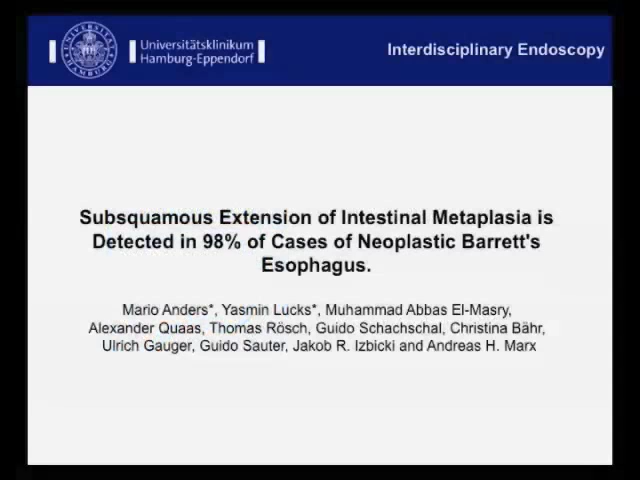 Universitätsklinikum
Hamburg-Eppendorf
Interdisciplinary Endoscopy
Subsquamous Extension of Intestinal Metaplasia is
Detected in 98% of Cases of Neoplastic Barrett's
Esophagus.
Mario Anders*, Yasmin Lucks*, Muhammad Abbas El-Masry,
Alexander Quaas, Thomas Rösch, Guido Schachschal, Christina Bähr,
Ulrich Gauger, Guido Sauter, Jakob R. Izbicki and Andreas H. Marx